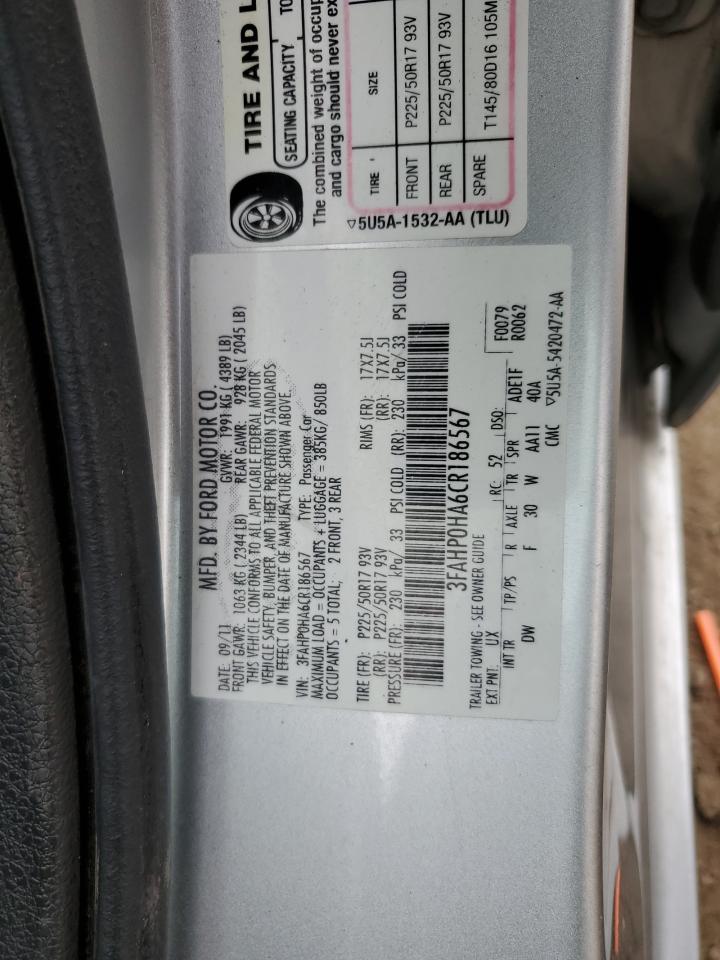 MFD. BY FORD MOTOR CO.
DATE: 09/11 GVWR: 1991 KG ( 4389 LB)
FRONT GAWR: 1063 KG ( 2344 LB) REAR GAWR: 928 KG ( 2045 LB)
THIS VEHICLE CONFORMS TO ALL APPLICABLE FEDERAL MOTOR
VEHICLE SAFETY, BUMPER, AND THEFT PREVENTION STANDARDS
IN EFFECT ON THE DATE OF MANUFACTURE SHOWN ABOVE.
VIN: 3FAHP0HA6CR186567 TYPE: Passenger Car
MAXIMUM LOAD = OCCUPANTS + LUGGAGE = 385KG/ 850LB
OCCUPANTS = 5 TOTAL; 2 FRONT, 3 REAR
TIRE (FR): P225/50R17 93V RIMS (FR): 17X7.5J
(RR): P225/50R17 93V (RR): 17X7.5J
PRESSURE (FR): 230 kPa/ 33 PSI COLD (RR): 230 kPa/ 33 PSI COLD
3FAHP0HA6CR186567
TRAILER TOWING - SEE OWNER GUIDE
EXT PNT: UX RC: 52 DSO: F0079
INT TR TP/PS R AXLE TR SPR ADE1F R0062
DW F 30 W AA11 40A
CMC ▽5U5A-5420472-AA
TIRE AND L
SEATING CAPACITY TO
The combined weight of occup
and cargo should never ex
TIRE SIZE
FRONT P225/50R17 93V
REAR P225/50R17 93V
SPARE T145/80D16 105M
▽5U5A-1532-AA (TLU)